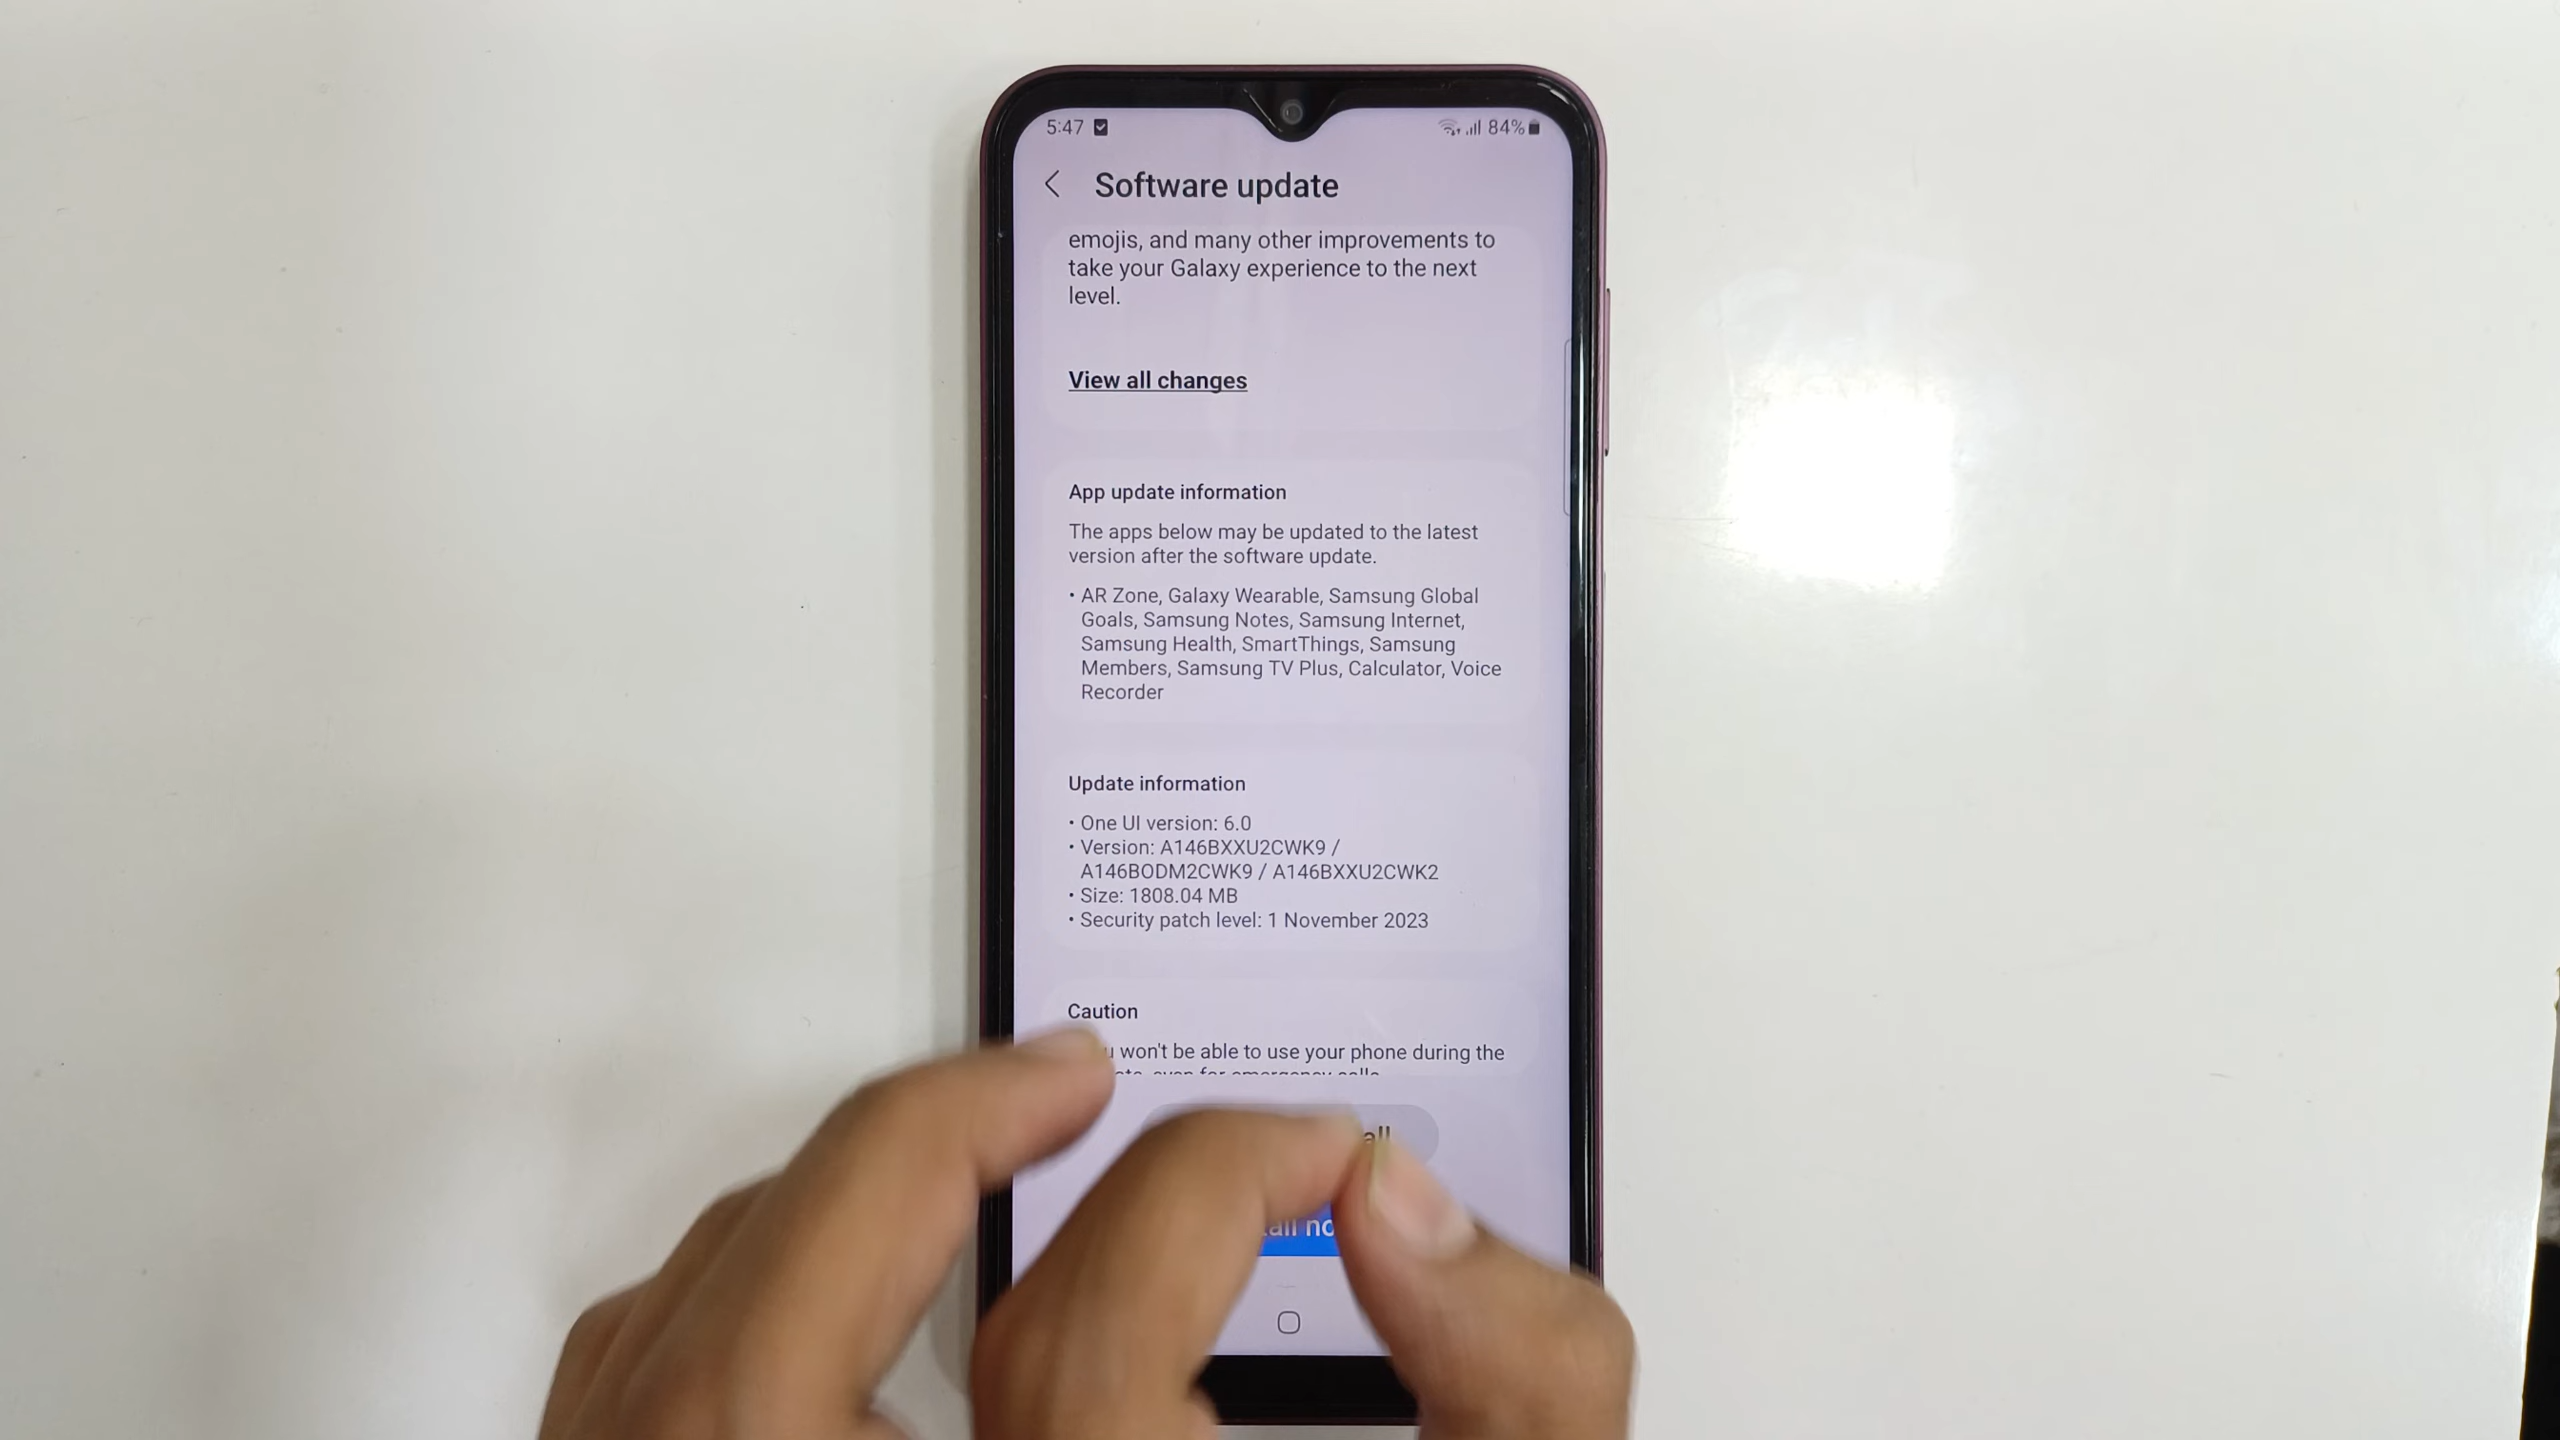 5:47 84%
Software update
emojis, and many other improvements to
take your Galaxy experience to the next
level.
View all changes
App update information
The apps below may be updated to the latest
version after the software update.
• AR Zone, Galaxy Wearable, Samsung Global
Goals, Samsung Notes, Samsung Internet,
Samsung Health, SmartThings, Samsung
Members, Samsung TV Plus, Calculator, Voice
Recorder
Update information
• One UI version: 6.0
• Version: A146BXXU2CWK9 /
A146BODM2CWK9 / A146BXXU2CWK2
• Size: 1808.04 MB
• Security patch level: 1 November 2023
Caution
won't be able to use your phone during the